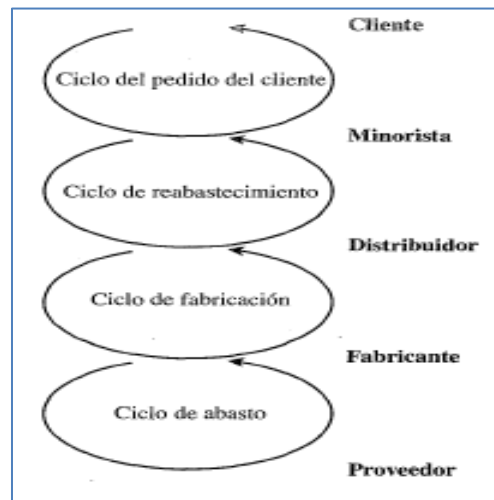 Cliente
Ciclo del pedido del cliente
Minorista
Ciclo de reabastecimiento
Distribuidor
Ciclo de fabricación
Fabricante
Ciclo de abasto
Proveedor